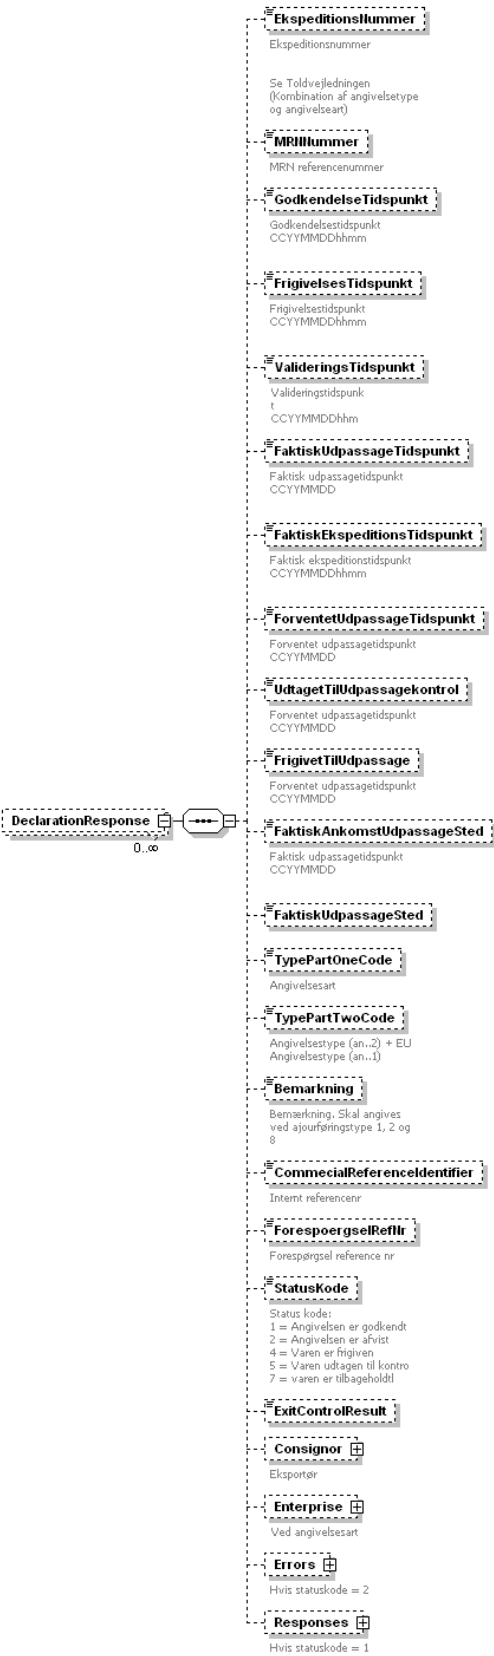 EkspeditionsNummer
Ekspeditionsnummer
Se Toldvejledningen
(Kombination af angivelsetype
og angivelseart)
MRNNummer
MRN referencenummer
GodkendelseTidspunkt
Godkendelsestidspunkt
CCYYMMDDhhmm
FrigivelsesTidspunkt
Frigivelsestidspunkt
CCYYMMDDhhmm
ValideringsTidspunkt
Valideringstidspunk
t
CCYYMMDDhhm
FaktiskUdpassageTidspunkt
Faktisk udpassagetidspunkt
CCYYMMDD
FaktiskEkspeditionsTidspunkt
Faktisk ekspeditionstidspunkt
CCYYMMDDhhmm
ForventetUdpassageTidspunkt
Forventet udpassagetidspunkt
CCYYMMDD
UdtagetTilUdpassagekontrol
Forventet udpassagetidspunkt
CCYYMMDD
FrigivetTilUdpassage
Forventet udpassagetidspunkt
CCYYMMDD
DeclarationResponse
0..∞
FaktiskAnkomstUdpassageSted
Faktisk udpassagetidspunkt
CCYYMMDD
FaktiskUdpassageSted
TypePartOneCode
Angivelsesart
TypePartTwoCode
Angivelsestype (an..2) + EU
Angivelsestype (an..1)
Bemarkning
Bemærkning. Skal angives
ved ajourføringstype 1, 2 og
8
CommecialReferenceIdentifier
Internt referencenr
ForespoergselRefNr
Forespørgsel reference nr
StatusKode
Status kode:
1 = Angivelsen er godkendt
2 = Angivelsen er afvist
4 = Varen er frigiven
5 = Varen udtagen til kontro
7 = varen er tilbageholdtl
ExitControlResult
Consignor
Eksportør
Enterprise
Ved angivelsesart
Errors
Hvis statuskode = 2
Responses
Hvis statuskode = 1